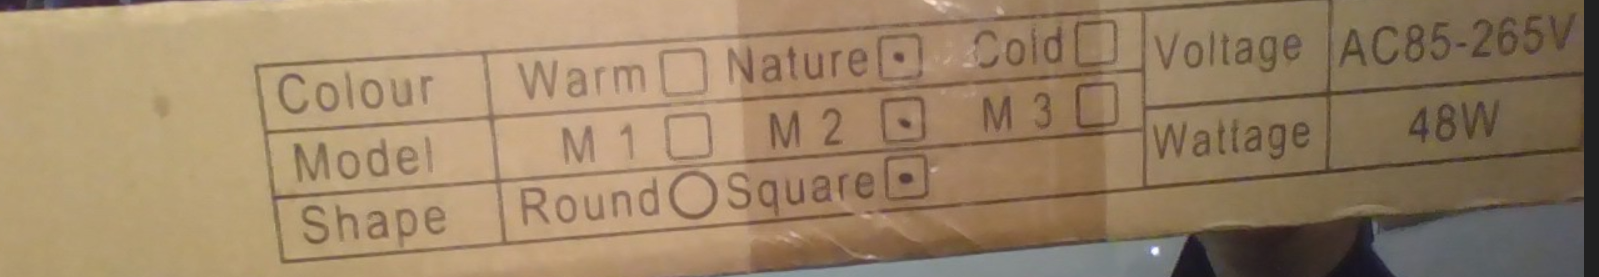 Colour Warm Nature Cold Voltage AC85-265V
Model M 1 M 2 M 3 Wattage 48W
Shape Round Square